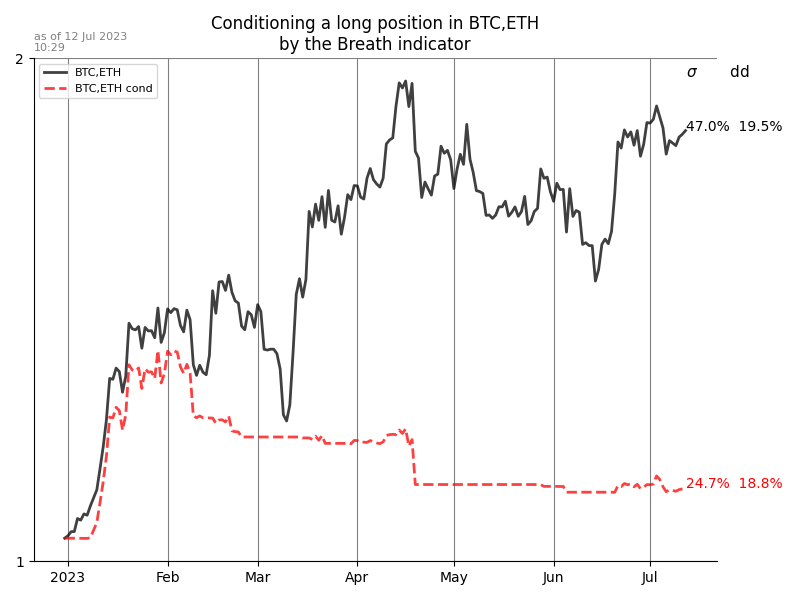 Conditioning a long position in BTC,ETH
by the Breath indicator
as of 12 Jul 2023
10:29
2
BTC,ETH
BTC,ETH cond
σ dd
47.0% 19.5%
24.7% 18.8%
1
2023 Feb Mar Apr May Jun Jul